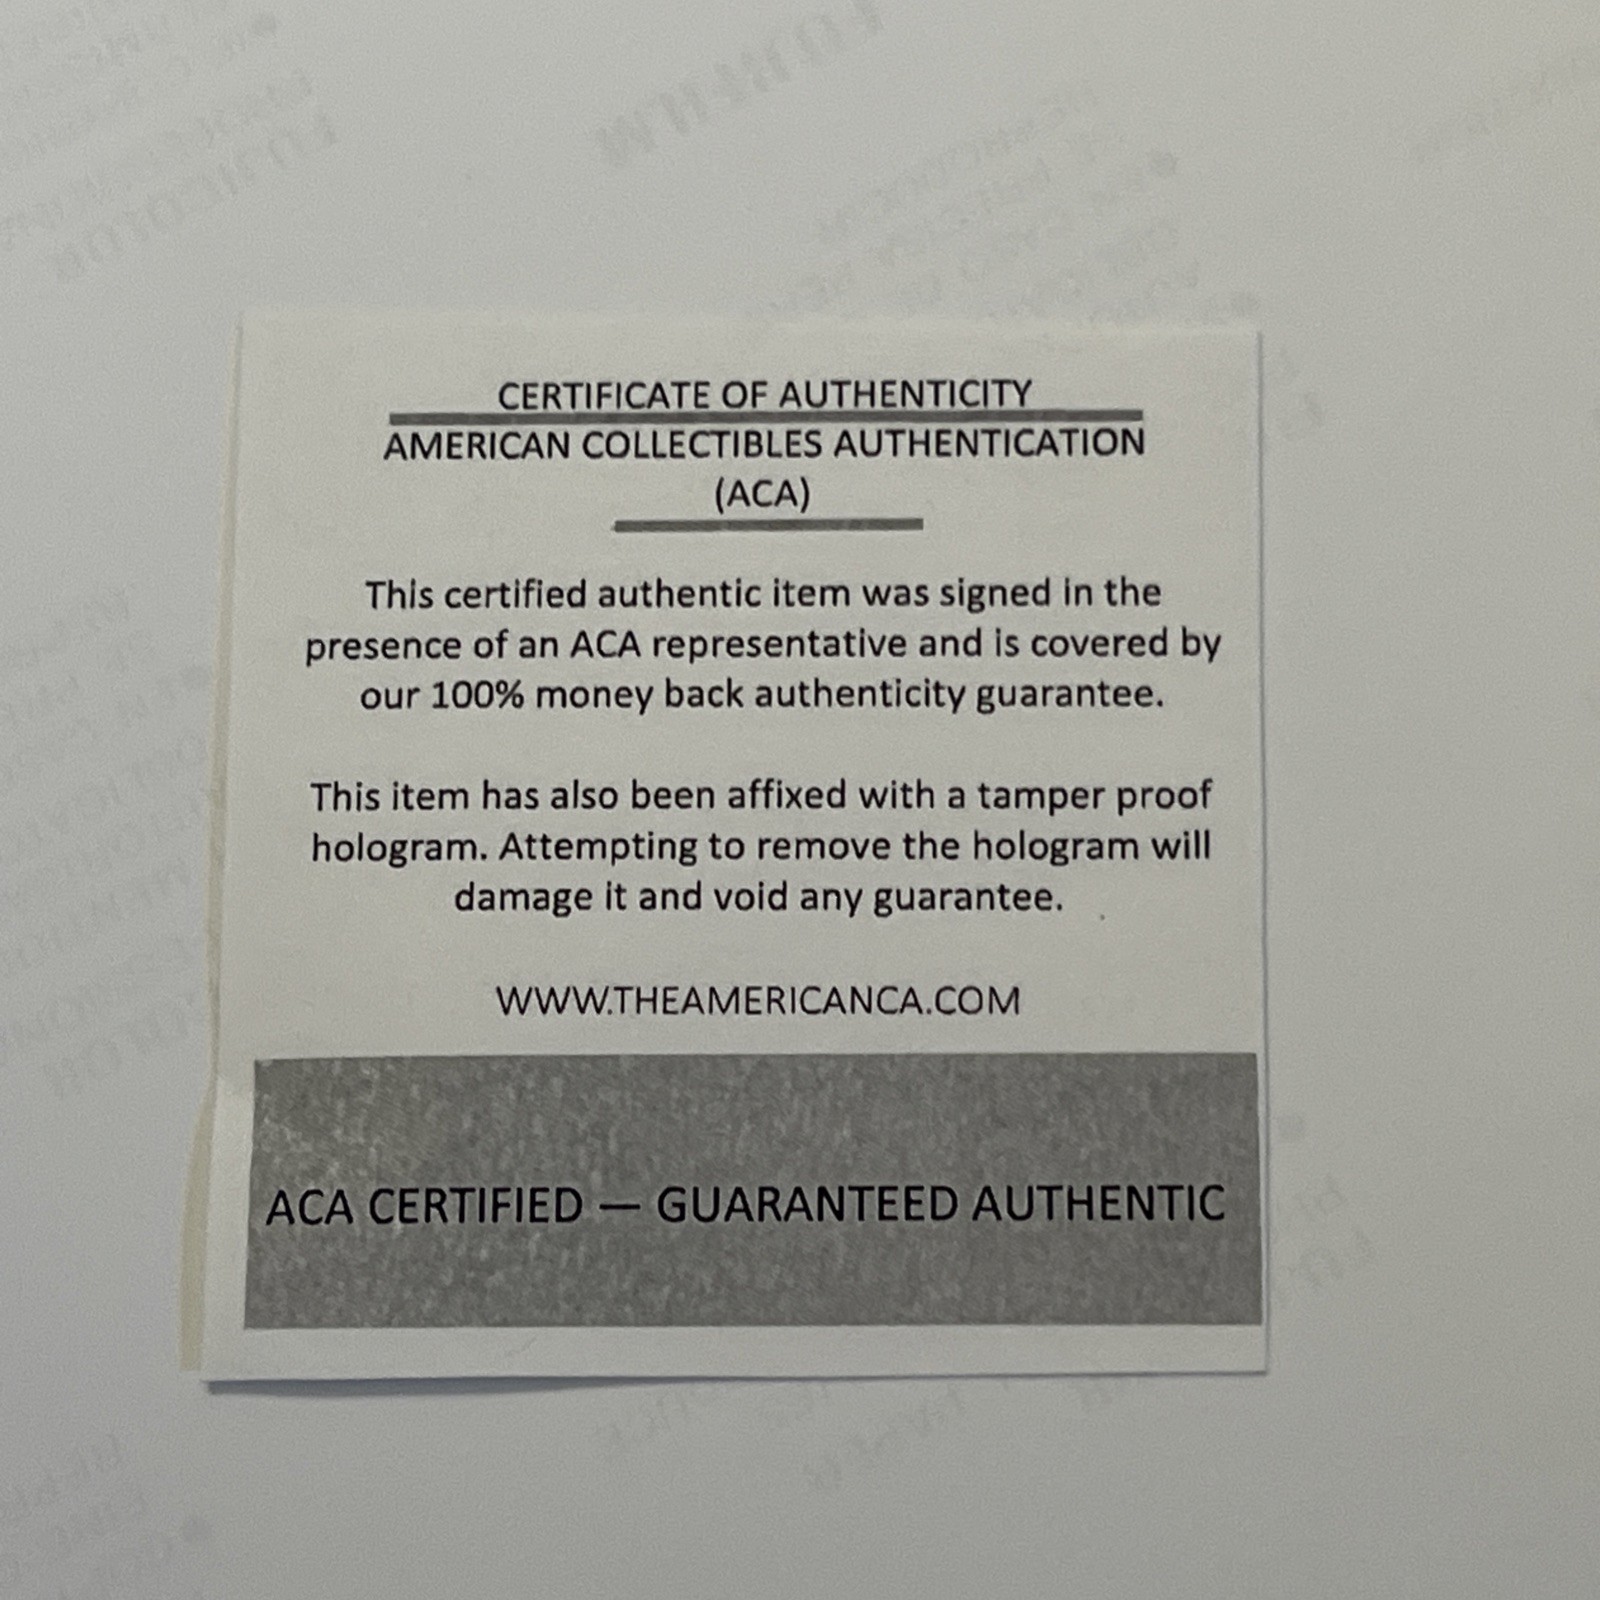 CERTIFICATE OF AUTHENTICITY
AMERICAN COLLECTIBLES AUTHENTICATION
(ACA)
This certified authentic item was signed in the
presence of an ACA representative and is covered by
our 100% money back authenticity guarantee.
This item has also been affixed with a tamper proof
hologram. Attempting to remove the hologram will
damage it and void any guarantee.
WWW.THEAMERICANCA.COM
ACA CERTIFIED — GUARANTEED AUTHENTIC